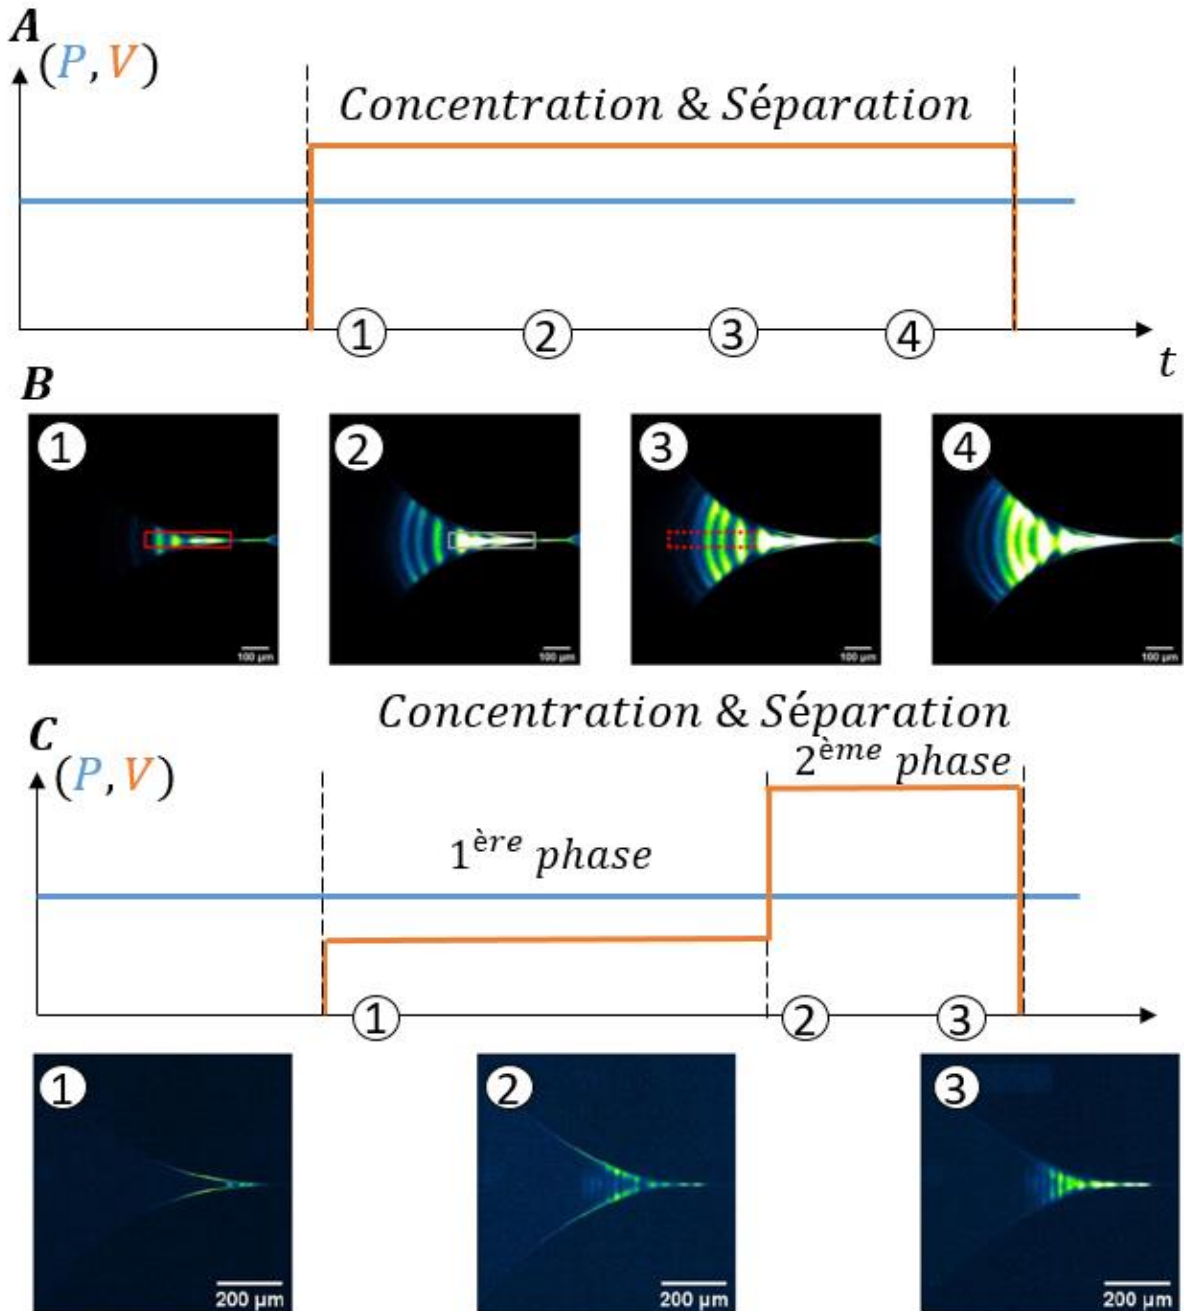 A
(P, V)
Concentration & Séparation
1 2 3 4
t
B
1 2 3 4
100 μm 100 μm 100 μm 100 μm
Concentration & Séparation
C
(P, V)
2ème phase
1ère phase
1 2 3
1 2 3
200 μm 200 μm 200 μm